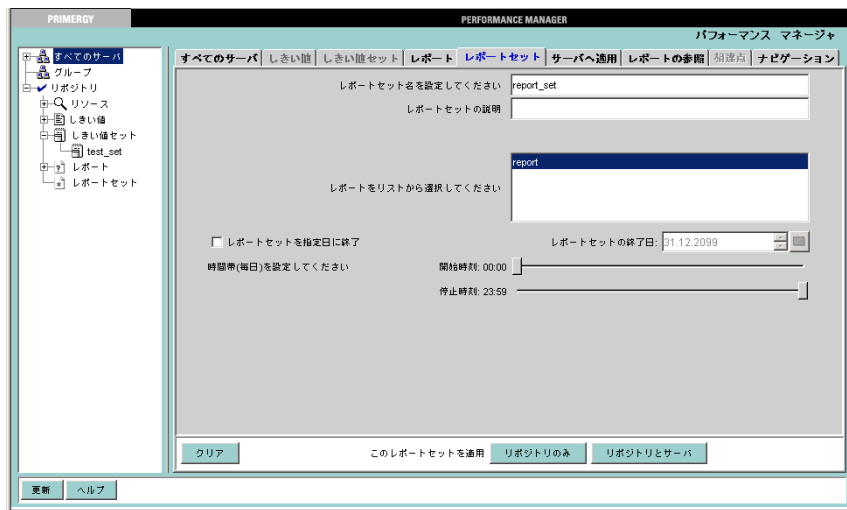 PRIMERGY
PERFORMANCE MANAGER
パフォーマンス マネージャ
すべてのサーバ
グループ
リポジトリ
リソース
しきい値
しきい値セット
test_set
レポート
レポートセット
すべてのサーバ しきい値 しきい値セット レポート レポートセット サーバへ適用 レポートの参照 相違点 ナビゲーション
レポートセット名を設定してください report_set
レポートセットの説明
レポートをリストから選択してください report
レポートセットを指定日に終了 レポートセットの終了日: 31.12.2099
時間帯(毎日)を設定してください 開始時刻: 00:00
停止時刻: 23:59
クリア このレポートセットを適用 リポジトリのみ リポジトリとサーバ
更新 ヘルプ